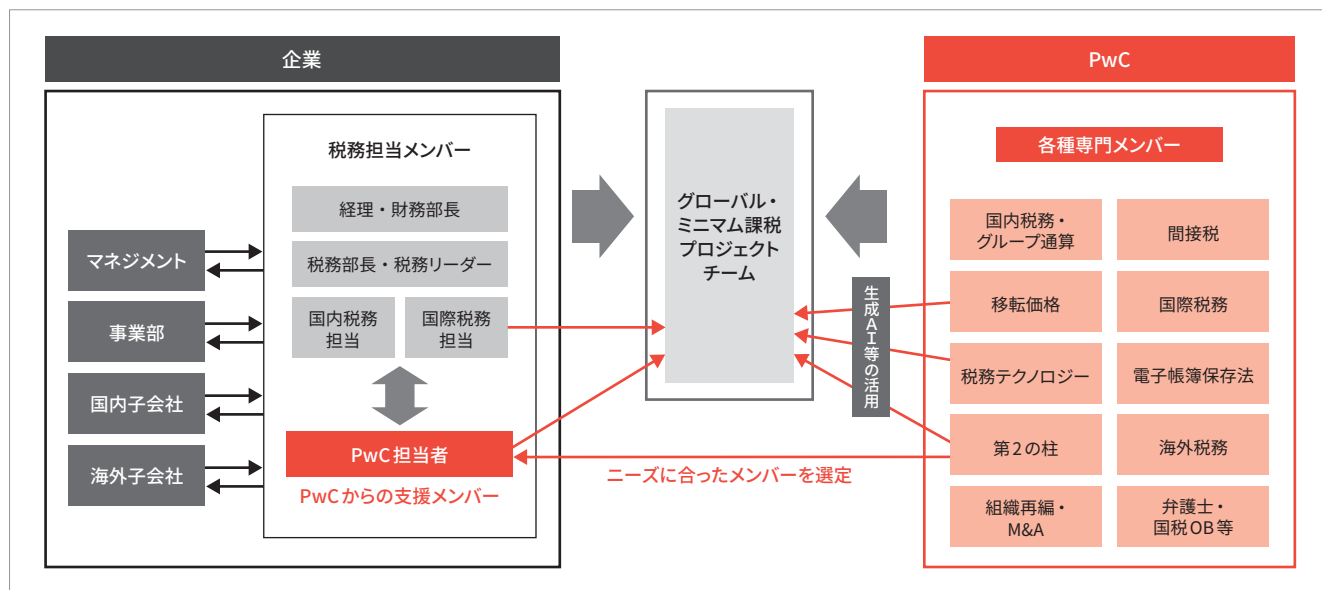 企業
税務担当メンバー
経理・財務部長
税務部長・税務リーダー
国内税務
担当
国際税務
担当
PwC担当者
PwCからの支援メンバー
マネジメント
事業部
国内子会社
海外子会社
グローバル・
ミニマム課税
プロジェクト
チーム
生成AI等の活用
ニーズに合ったメンバーを選定
PwC
各種専門メンバー
国内税務・
グループ通算
間接税
移転価格
国際税務
税務テクノロジー
電子帳簿保存法
第2の柱
海外税務
組織再編・
M&A
弁護士・
国税OB等